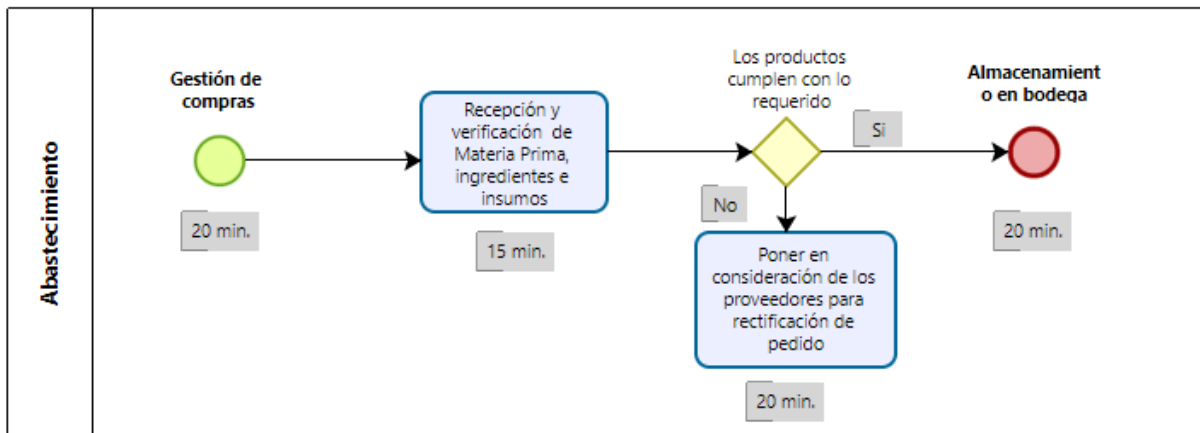 Abastecimiento
Gestión de
compras
20 min.
Recepción y
verificación de
Materia Prima,
ingredientes e
insumos
15 min.
Los productos
cumplen con lo
requerido
Si
No
Poner en
consideración de los
proveedores para
rectificación de
pedido
20 min.
Almacenamient
o en bodega
20 min.